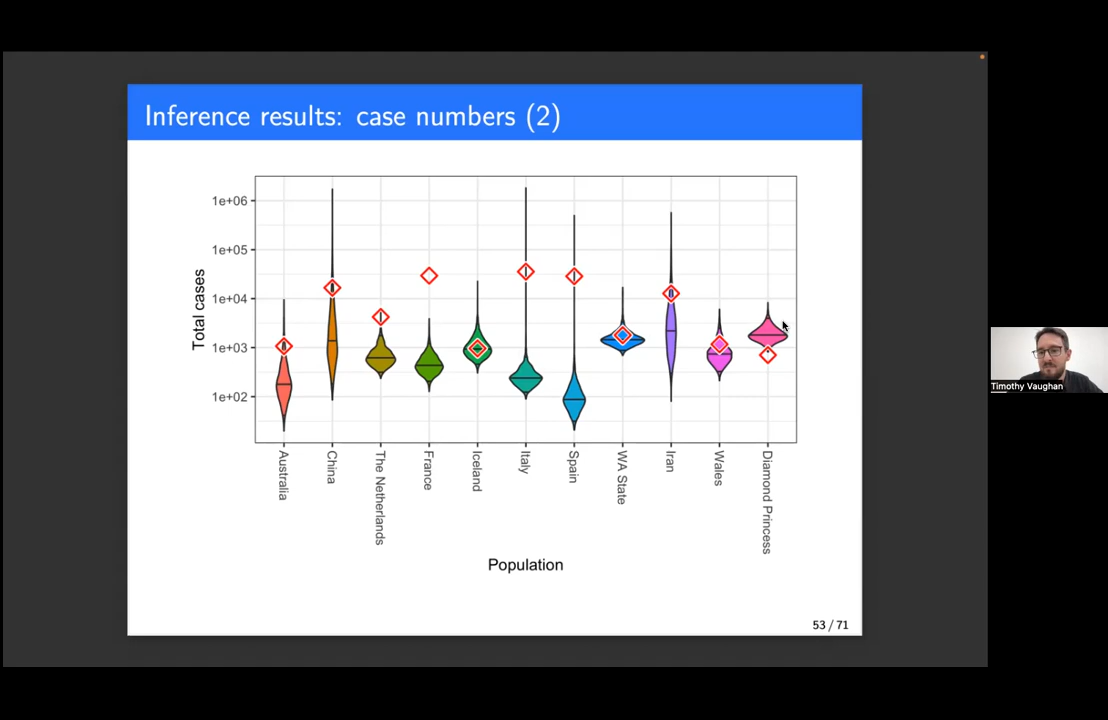 Inference results: case numbers (2)
1e+06
1e+05
1e+04
1e+03
1e+02
Total cases
Australia
China
The Netherlands
France
Iceland
Italy
Spain
WA State
Iran
Wales
Diamond Princess
Population
53 / 71
Timothy Vaughan